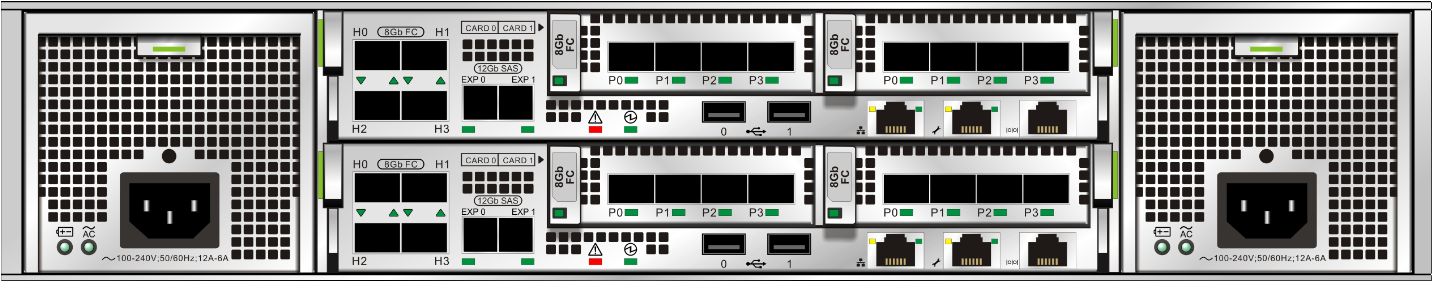 H0 8Gb FC H1
CARD 0 CARD 1
8Gb FC
8Gb FC
12Gb SAS
EXP 0 EXP 1
P0 P1 P2 P3
P0 P1 P2 P3
H2 H3
0 1
H0 8Gb FC H1
CARD 0 CARD 1
8Gb FC
8Gb FC
12Gb SAS
EXP 0 EXP 1
P0 P1 P2 P3
P0 P1 P2 P3
H2 H3
0 1
AC
~100-240V;50/60Hz;12A-6A
AC
~100-240V;50/60Hz;12A-6A